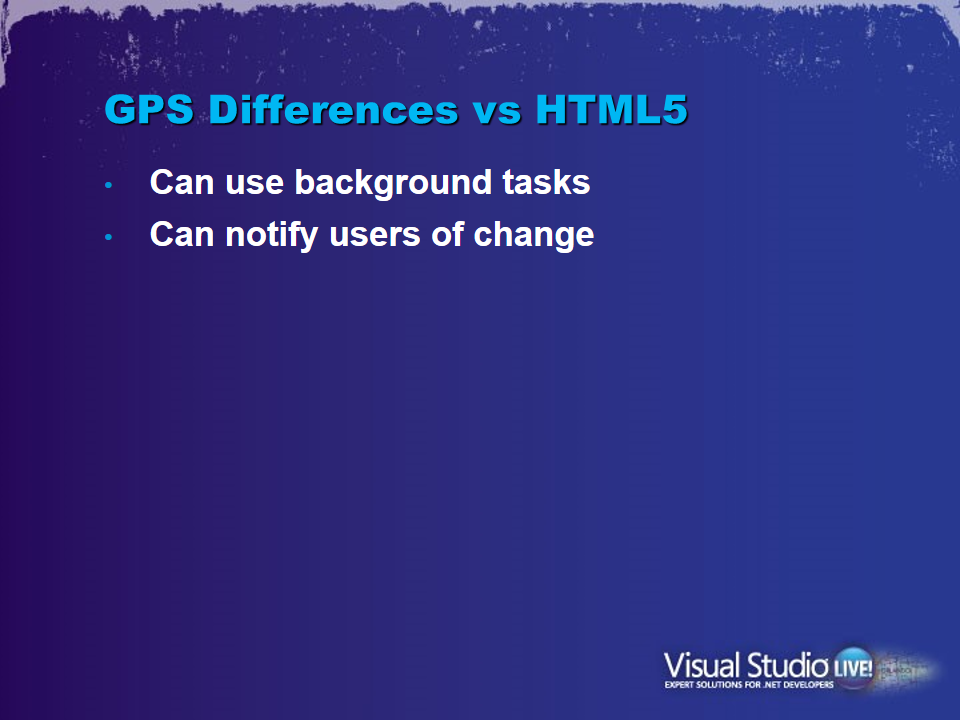 GPS Differences vs HTML5
• Can use background tasks
• Can notify users of change
Visual Studio LIVE!
EXPERT SOLUTIONS FOR .NET DEVELOPERS